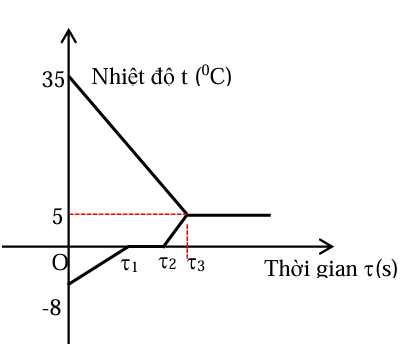 35 Nhiệt độ t (⁰C)
5
O τ1 τ2 τ3
Thời gian τ(s)
-8